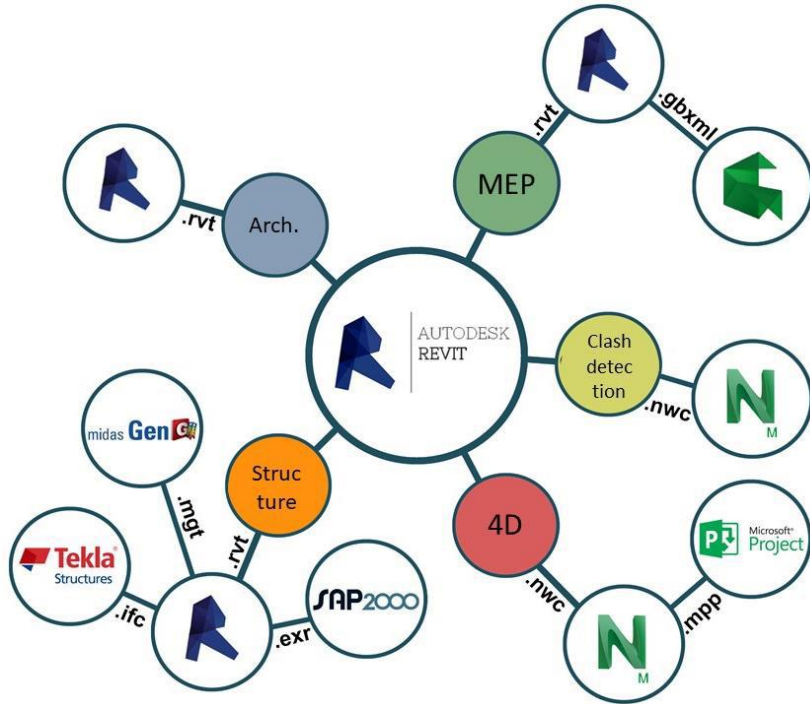 .rvt
.gbxml
MEP
.rvt
Arch.
AUTODESK
REVIT
Clash
detec
tion
.nwc
M
midas Gen
Struc
ture
4D
.mgt
.rvt
Microsoft®
Project
P
Tekla®
Structures
.ifc
SAP2000
.exr
.nwc
.mpp
M